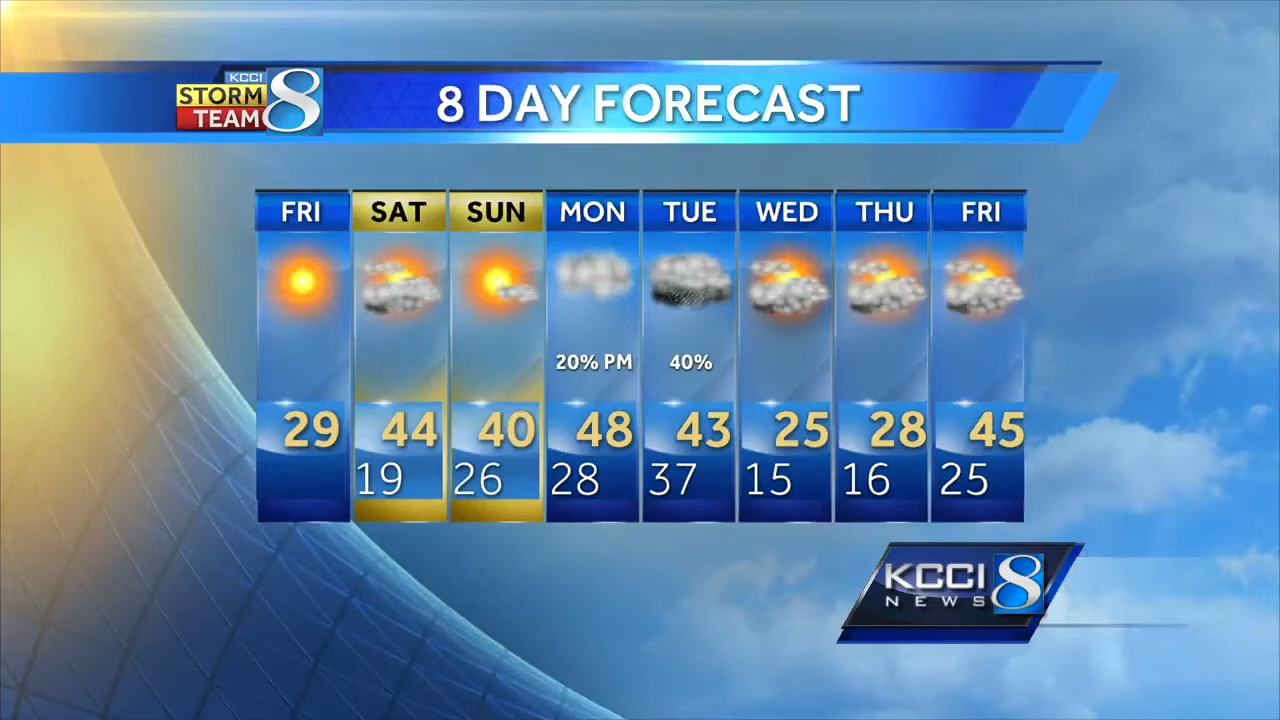 KCCI
STORM
TEAM
8
8 DAY FORECAST
FRI SAT SUN MON TUE WED THU FRI
20% PM 40%
29 44 40 48 43 25 28 45
19 26 28 37 15 16 25
KCCI 8
NEWS